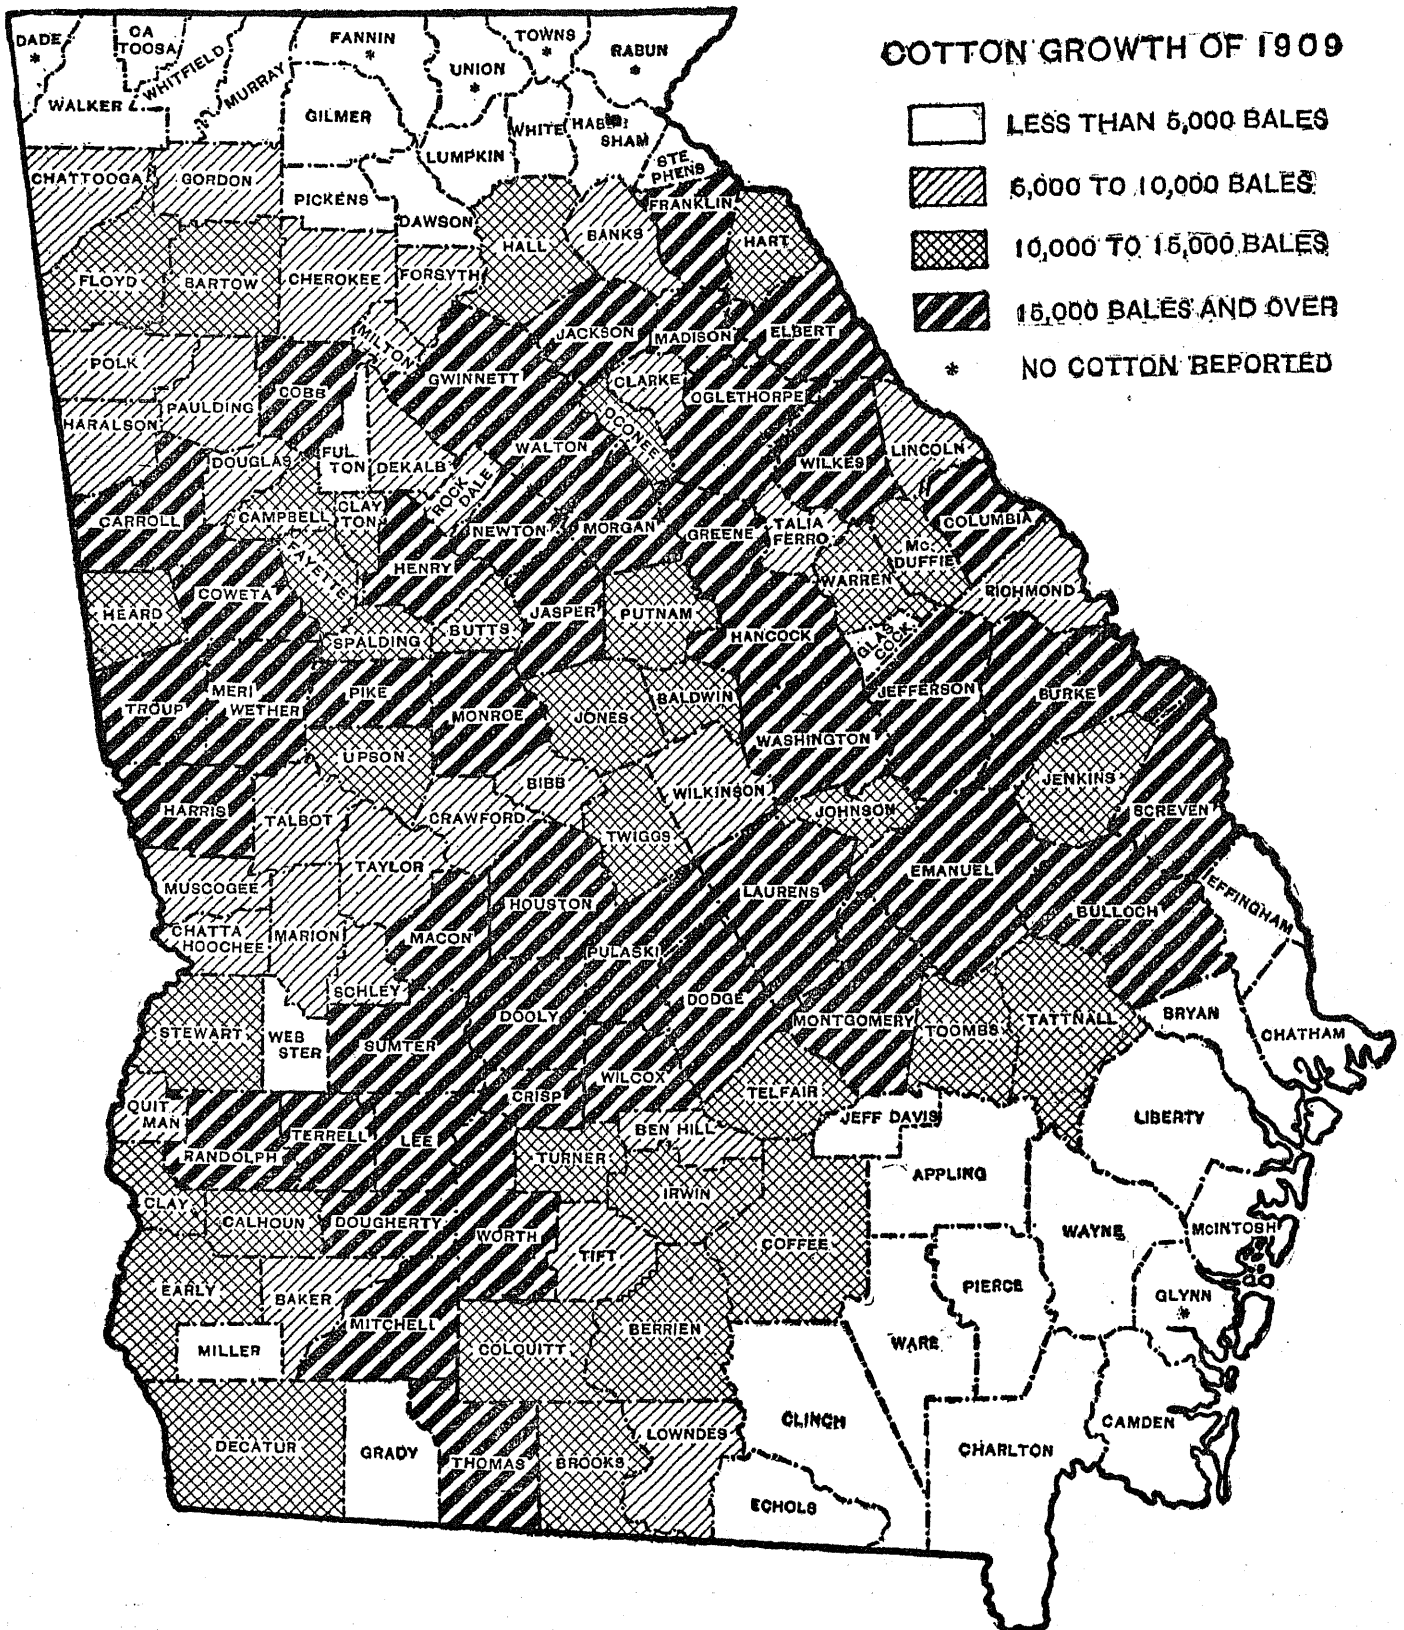 COTTON GROWTH OF 1909
LESS THAN 5,000 BALES
5,000 TO 10,000 BALES
10,000 TO 15,000 BALES
15,000 BALES AND OVER
* NO COTTON REPORTED
DADE
*
CA
TOOSA
WHITFIELD
MURRAY
FANNIN
*
UNION
*
TOWNS
*
RABUN
*
WALKER
GILMER
LUMPKIN
WHITE
HABER
SHAM
STE
PHENS
CHATTOOGA
GORDON
PICKENS
DAWSON
HALL
BANKS
FRANKLIN
HART
FLOYD
BARTOW
CHEROKEE
FORSYTH
MILTON
JACKSON
MADISON
ELBERT
POLK
COBB
GWINNETT
CLARKE
OGLETHORPE
HARALSON
PAULDING
OCONEE
DOUGLAS
FUL
TON
DEKALB
WALTON
WILKES
LINCOLN
ROCK
DALE
CARROLL
CAMPBELL
CLAY
TON
NEWTON
MORGAN
GREENE
TALIA
FERRO
COLUMBIA
MC.
DUFFIE
FAYETTE
HENRY
WARREN
RICHMOND
HEARD
COWETA
SPALDING
BUTTS
JASPER
PUTNAM
HANCOCK
GLAS
COCK
TROUP
MERI
WETHER
PIKE
MONROE
JONES
BALDWIN
JEFFERSON
BURKE
UPSON
WASHINGTON
JENKINS
HARRIS
TALBOT
CRAWFORD
BIBB
TWIGGS
WILKINSON
JOHNSON
SCREVEN
MUSCOGEE
TAYLOR
HOUSTON
LAURENS
EMANUEL
BULLOCH
EFFINGHAM
CHATTA
HOOCHEE
MARION
MACON
PULASKI
SCHLEY
DOOLY
DODGE
MONTGOMERY
TOOMBS
TATTNALL
BRYAN
CHATHAM
STEWART
WEB
STER
SUMTER
CRISP
WILCOX
TELFAIR
QUIT
MAN
RANDOLPH
TERRELL
LEE
TURNER
BEN HILL
JEFF DAVIS
LIBERTY
CLAY
CALHOUN
DOUGHERTY
WORTH
IRWIN
COFFEE
APPLING
WAYNE
MCINTOSH
TIFT
EARLY
BAKER
MITCHELL
BERRIEN
PIERCE
GLYNN
*
MILLER
COLQUITT
WARE
DECATUR
GRADY
THOMAS
BROOKS
LOWNDES
CLINCH
CHARLTON
CAMDEN
ECHOLS